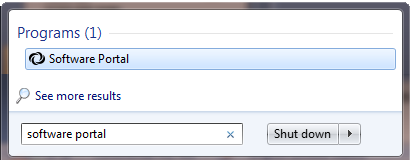 Programs (1)
Software Portal
See more results
software portal
Shut down